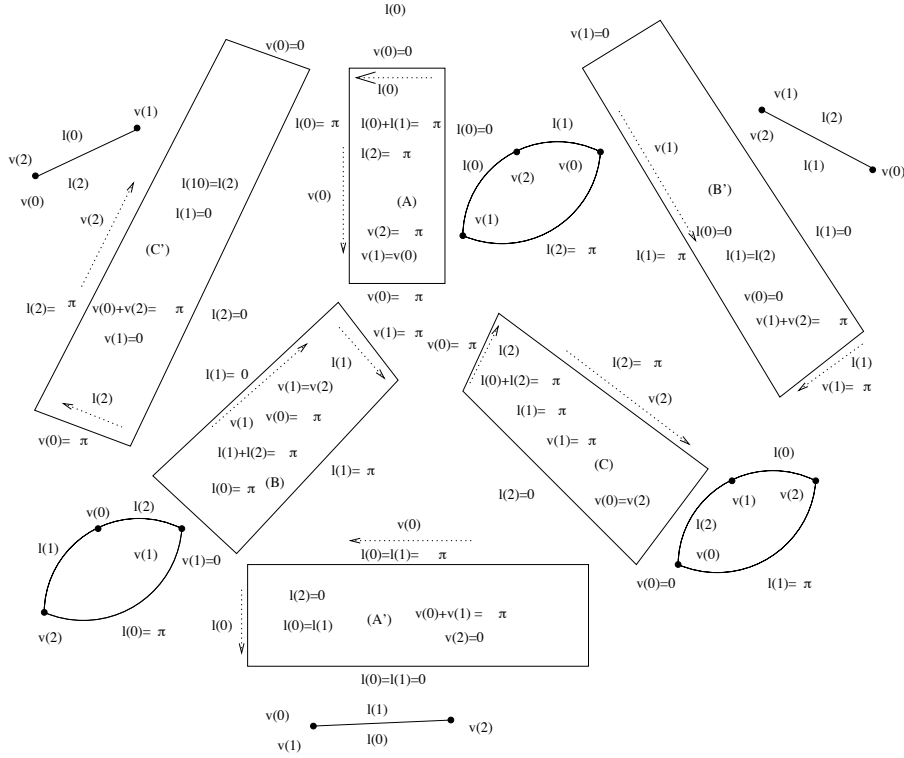 l(0)
v(0)=0
l(0)
l(0)= π
l(0)+l(1)= π
l(2)= π
v(0)
(A)
v(2)= π
v(1)=v(0)
v(0)= π
v(1)= π
v(0)=0
v(1)
l(0)
v(2)
l(2)
v(0)
v(2)
l(10)=l(2)
l(1)=0
(C')
l(2)= π
v(0)+v(2)= π
v(1)=0
l(2)=0
l(2)
v(0)= π
l(0)=0
l(1)
l(0)
v(2)
v(0)
v(1)
l(2)= π
v(1)=0
v(1)
(B')
l(0)=0
l(1)= π
l(1)=l(2)
l(1)=0
v(0)=0
v(1)+v(2)= π
l(1)
v(1)= π
v(1)
l(2)
v(2)
l(1)
v(0)
l(1)= 0
l(1)
v(1)=v(2)
v(1)
v(0)= π
l(1)+l(2)= π
l(0)= π
(B)
l(1)= π
v(1)=0
v(0)
l(2)
l(1)
v(1)
v(2)
l(0)= π
v(0)= π
l(2)
l(0)+l(2)= π
l(2)= π
v(2)
l(1)= π
v(1)= π
(C)
l(2)=0
v(0)=v(2)
v(0)=0
l(0)
v(1)
v(2)
l(2)
v(0)
l(1)= π
v(0)
l(0)=l(1)= π
l(0)
l(2)=0
l(0)=l(1)
(A')
v(0)+v(1)= π
v(2)=0
l(0)=l(1)=0
v(0)
l(1)
v(1)
l(0)
v(2)